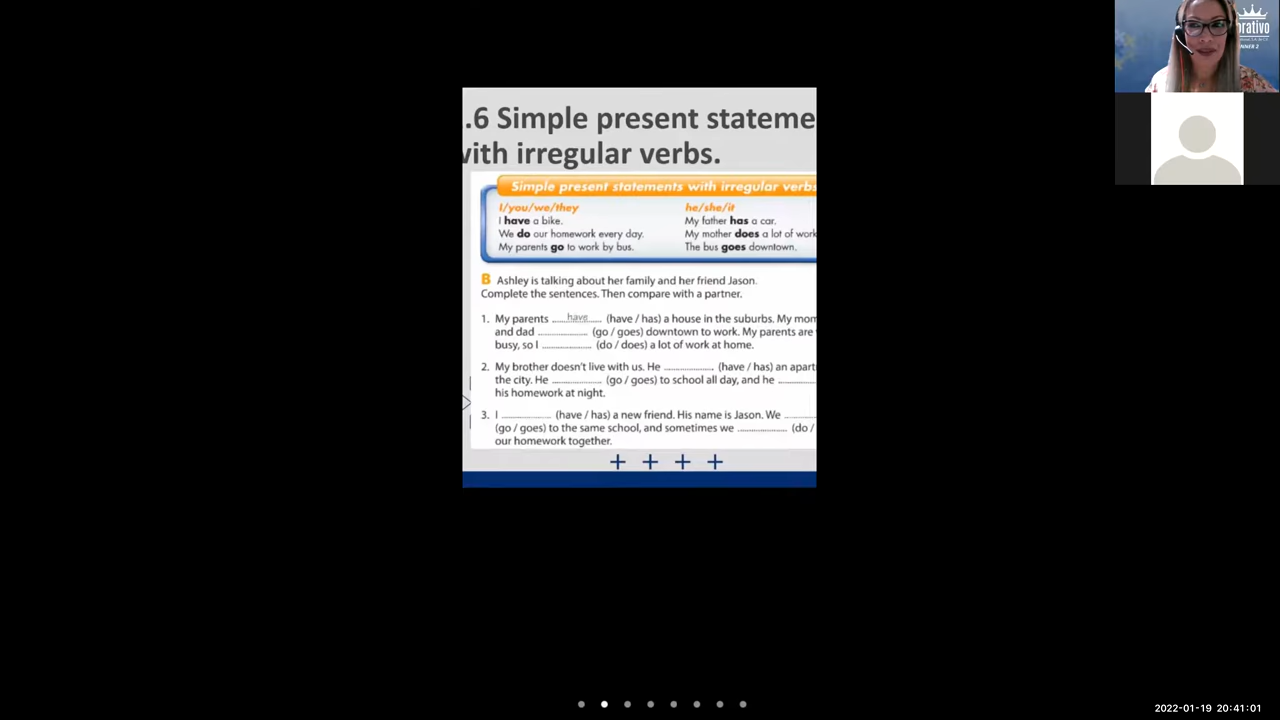 .6 Simple present stateme
with irregular verbs.
Simple present statements with irregular verbs
I/you/we/they
he/she/it
I have a bike.
My father has a car.
We do our homework every day.
My mother does a lot of work
My parents go to work by bus.
The bus goes downtown.
B Ashley is talking about her family and her friend Jason.
Complete the sentences. Then compare with a partner.
1. My parents ...have... (have / has) a house in the suburbs. My mom
and dad .............. (go / goes) downtown to work. My parents are
busy, so I .............. (do / does) a lot of work at home.
2. My brother doesn't live with us. He .............. (have / has) an apart
the city. He .............. (go / goes) to school all day, and he ..........
his homework at night.
3. I .............. (have / has) a new friend. His name is Jason. We ........
(go / goes) to the same school, and sometimes we .............. (do /
our homework together.
+ + + +
orativo
NNER 2
2022-01-19 20:41:01